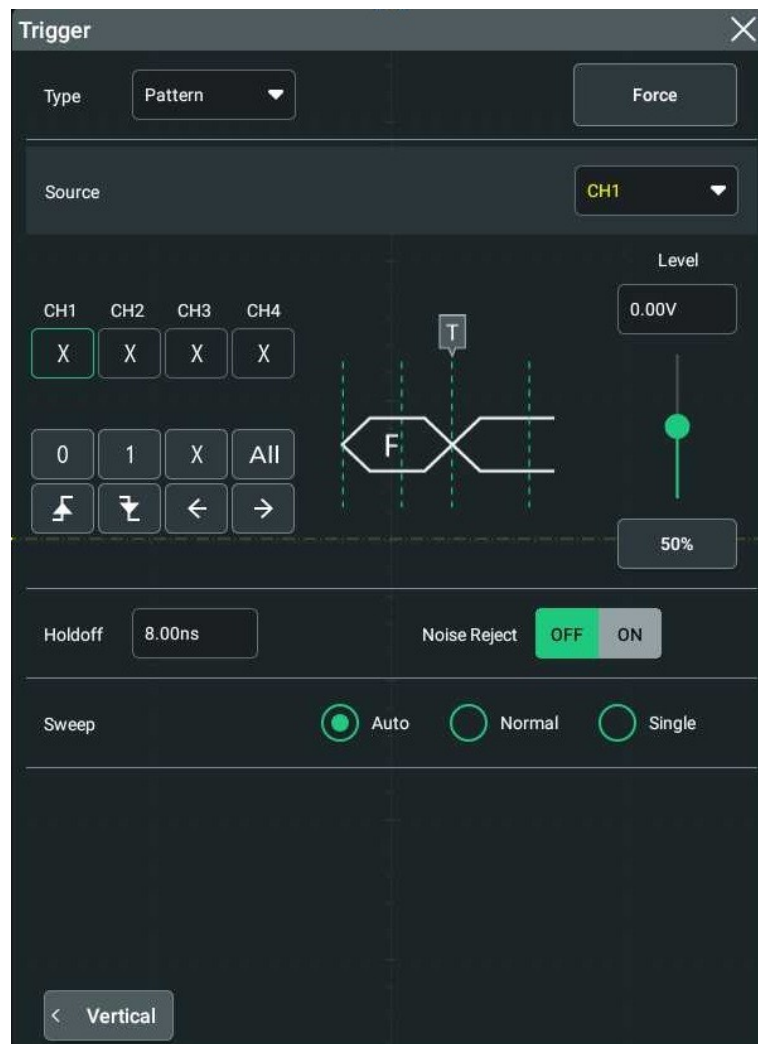 Trigger
Type Pattern Force
Source CH1
Level
CH1 CH2 CH3 CH4 0.00V
X X X X T
0 1 X All F
← →
50%
Holdoff 8.00ns Noise Reject OFF ON
Sweep Auto Normal Single
< Vertical